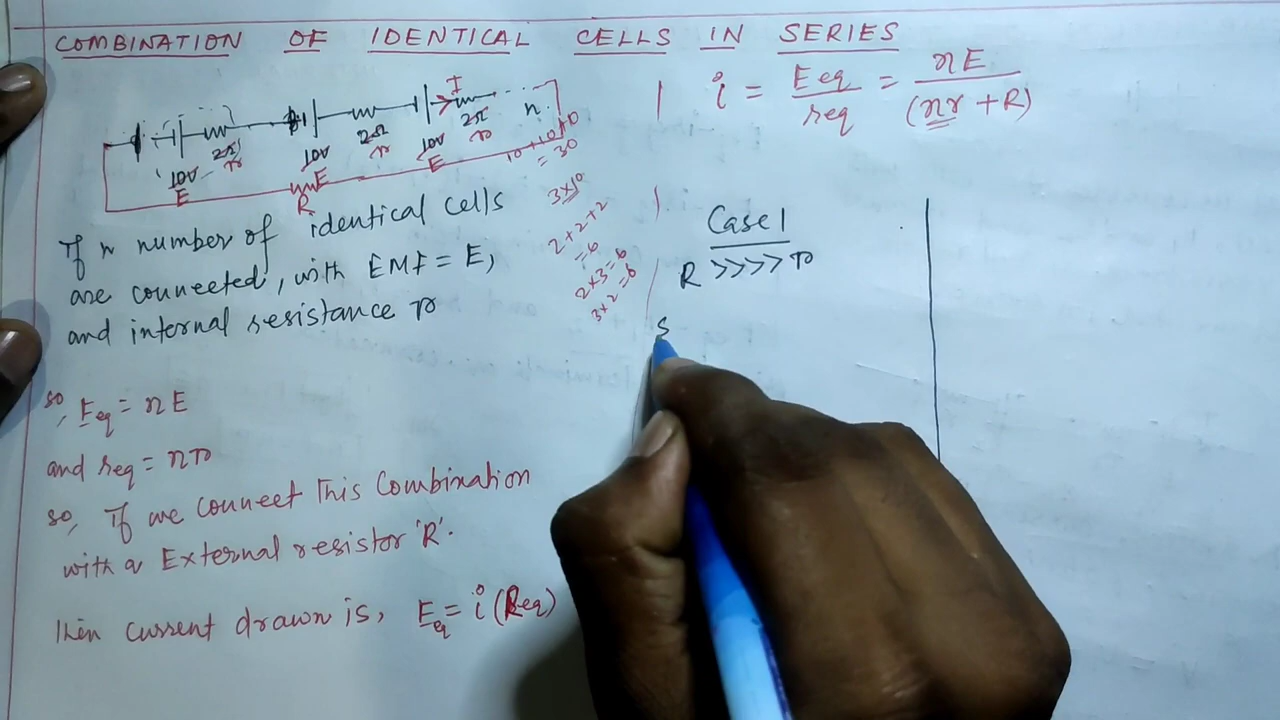 COMBINATION OF IDENTICAL CELLS IN SERIES
i = Eeq/req = nE/(nr + R)
I
n
2Ω 2Ω 2Ω
r r r
10V 10V 10V
E E E
R
10+10+10
= 30
3×10
2+2+2
= 6
2×3=6
3×2=6
If n number of identical cells
are connected, with EMF = E,
and internal resistance r
so, Eeq = nE
and req = nr
so, If we connect This Combination
with a External resistor 'R'.
Then current drawn is, Eeq = i (Req)
Case 1
R >>>> r
S